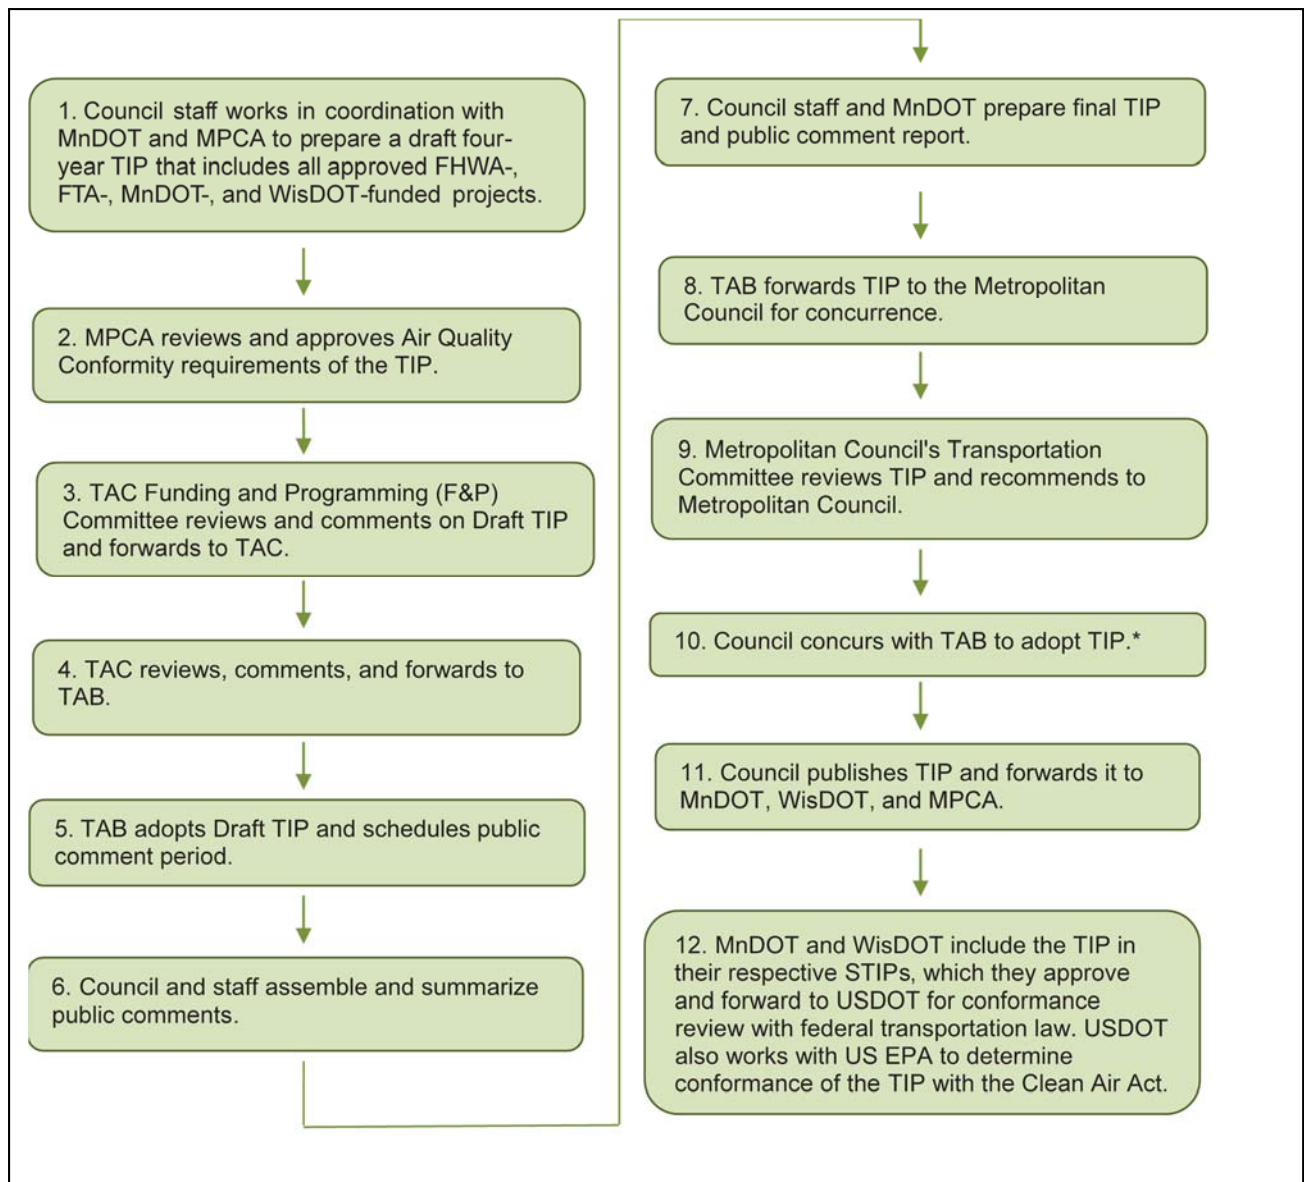 1. Council staff works in coordination with
MnDOT and MPCA to prepare a draft four-
year TIP that includes all approved FHWA-,
FTA-, MnDOT-, and WisDOT-funded projects.
2. MPCA reviews and approves Air Quality
Conformity requirements of the TIP.
3. TAC Funding and Programming (F&P)
Committee reviews and comments on Draft TIP
and forwards to TAC.
4. TAC reviews, comments, and forwards to
TAB.
5. TAB adopts Draft TIP and schedules public
comment period.
6. Council and staff assemble and summarize
public comments.
7. Council staff and MnDOT prepare final TIP
and public comment report.
8. TAB forwards TIP to the Metropolitan
Council for concurrence.
9. Metropolitan Council's Transportation
Committee reviews TIP and recommends to
Metropolitan Council.
10. Council concurs with TAB to adopt TIP.*
11. Council publishes TIP and forwards it to
MnDOT, WisDOT, and MPCA.
12. MnDOT and WisDOT include the TIP in
their respective STIPs, which they approve
and forward to USDOT for conformance
review with federal transportation law. USDOT
also works with US EPA to determine
conformance of the TIP with the Clean Air Act.